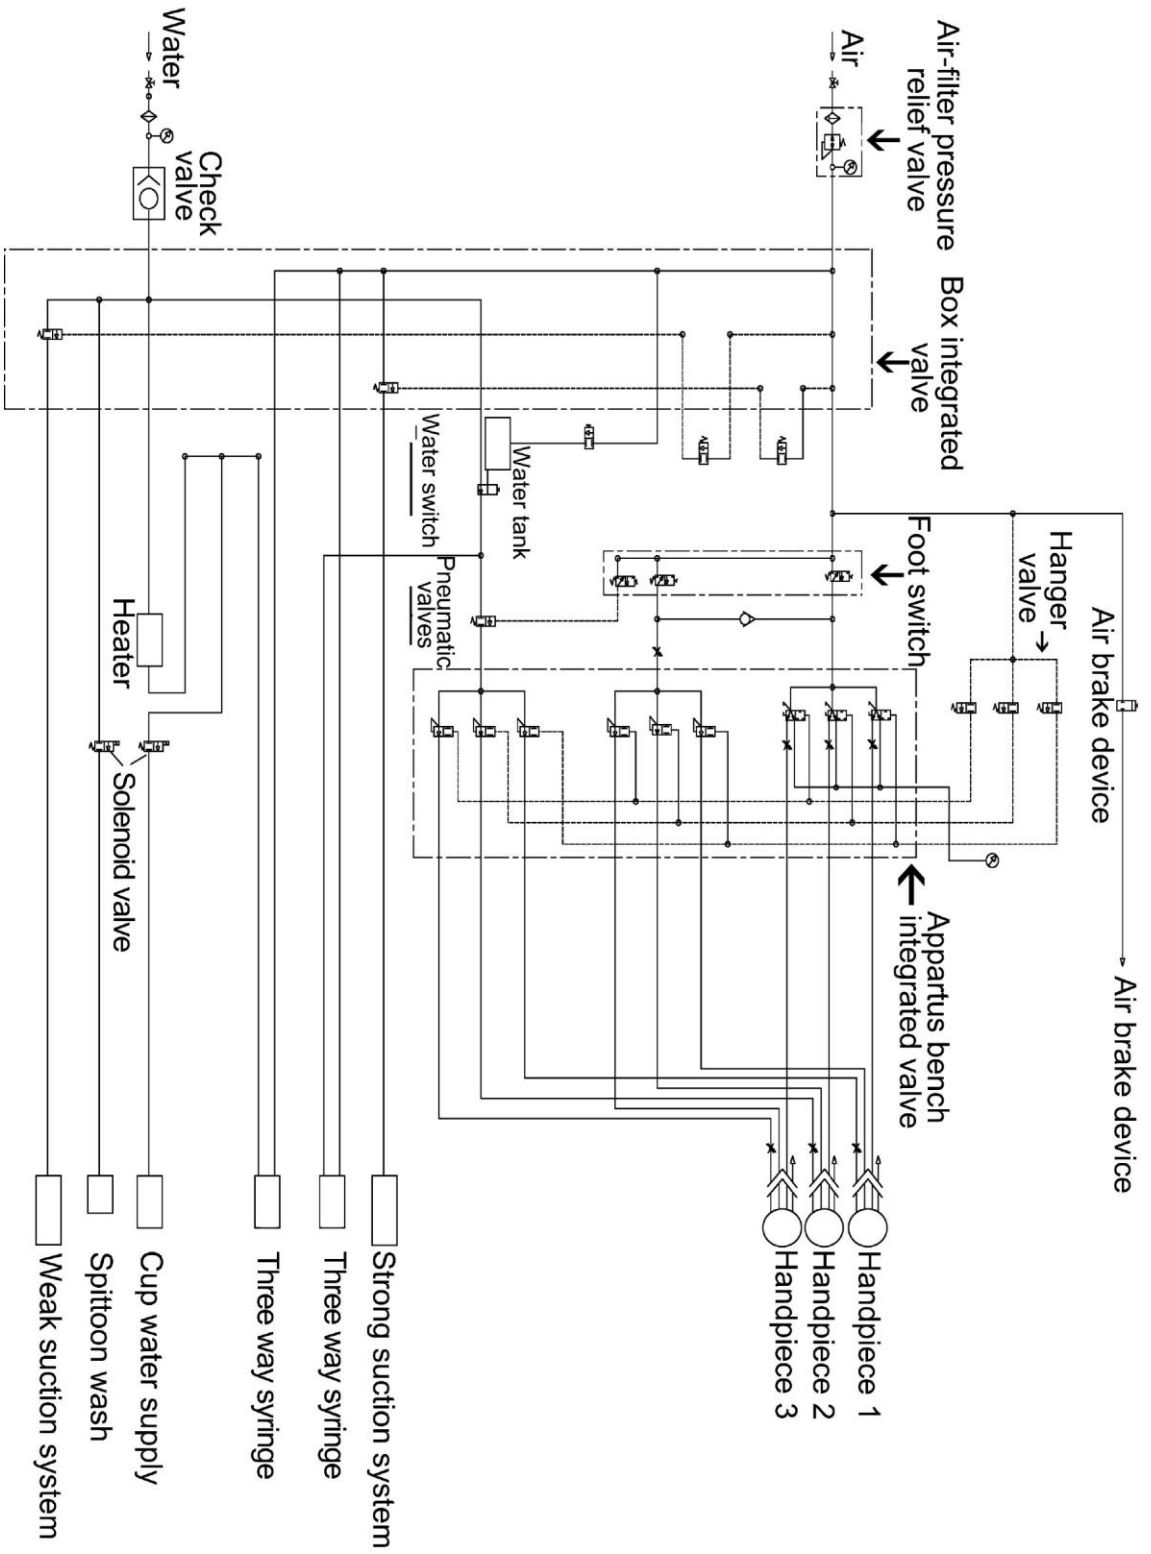 Air brake device
Air brake device
Hanger
valve
Air
Air-filter pressure
relief valve
Box integrated
valve
Foot switch
Appartus bench
integrated valve
Handpiece 1
Handpiece 2
Handpiece 3
Water tank
Water switch
Pneumatic
valves
Strong suction system
Three way syringe
Three way syringe
Water
Check
valve
Heater
Solenoid valve
Cup water supply
Spittoon wash
Weak suction system